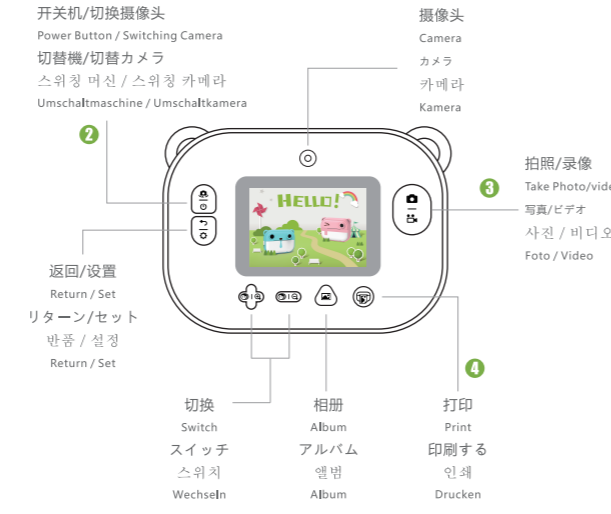 开关机/切换摄像头
Power Button / Switching Camera
切替機/切替カメラ
스위칭 머신 / 스위칭 카메라
Umschaltmaschine / Umschaltkamera
摄像头
Camera
カメラ
카메라
Kamera
2
3
拍照/录像
Take Photo/vide
写真/ビデオ
사진 / 비디오
Foto / Video
HELLO!
返回/设置
Return / Set
リターン/セット
반품 / 설정
Return / Set
4
切换
Switch
スイッチ
스위치
Wechseln
相册
Album
アルバム
앨범
Album
打印
Print
印刷する
인쇄
Drucken